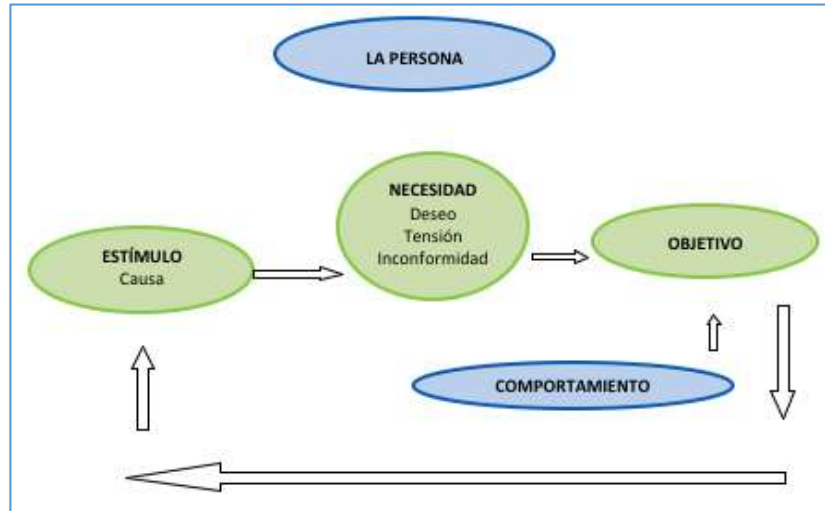 LA PERSONA
NECESIDAD
Deseo
Tensión
Inconformidad
ESTÍMULO
Causa
OBJETIVO
COMPORTAMIENTO